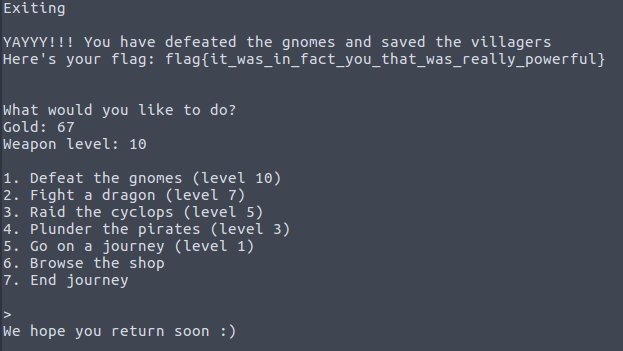 Exiting
YAYYY!!! You have defeated the gnomes and saved the villagers
Here's your flag: flag{it_was_in_fact_you_that_was_really_powerful}
What would you like to do?
Gold: 67
Weapon level: 10
1. Defeat the gnomes (level 10)
2. Fight a dragon (level 7)
3. Raid the cyclops (level 5)
4. Plunder the pirates (level 3)
5. Go on a journey (level 1)
6. Browse the shop
7. End journey
>
We hope you return soon :)